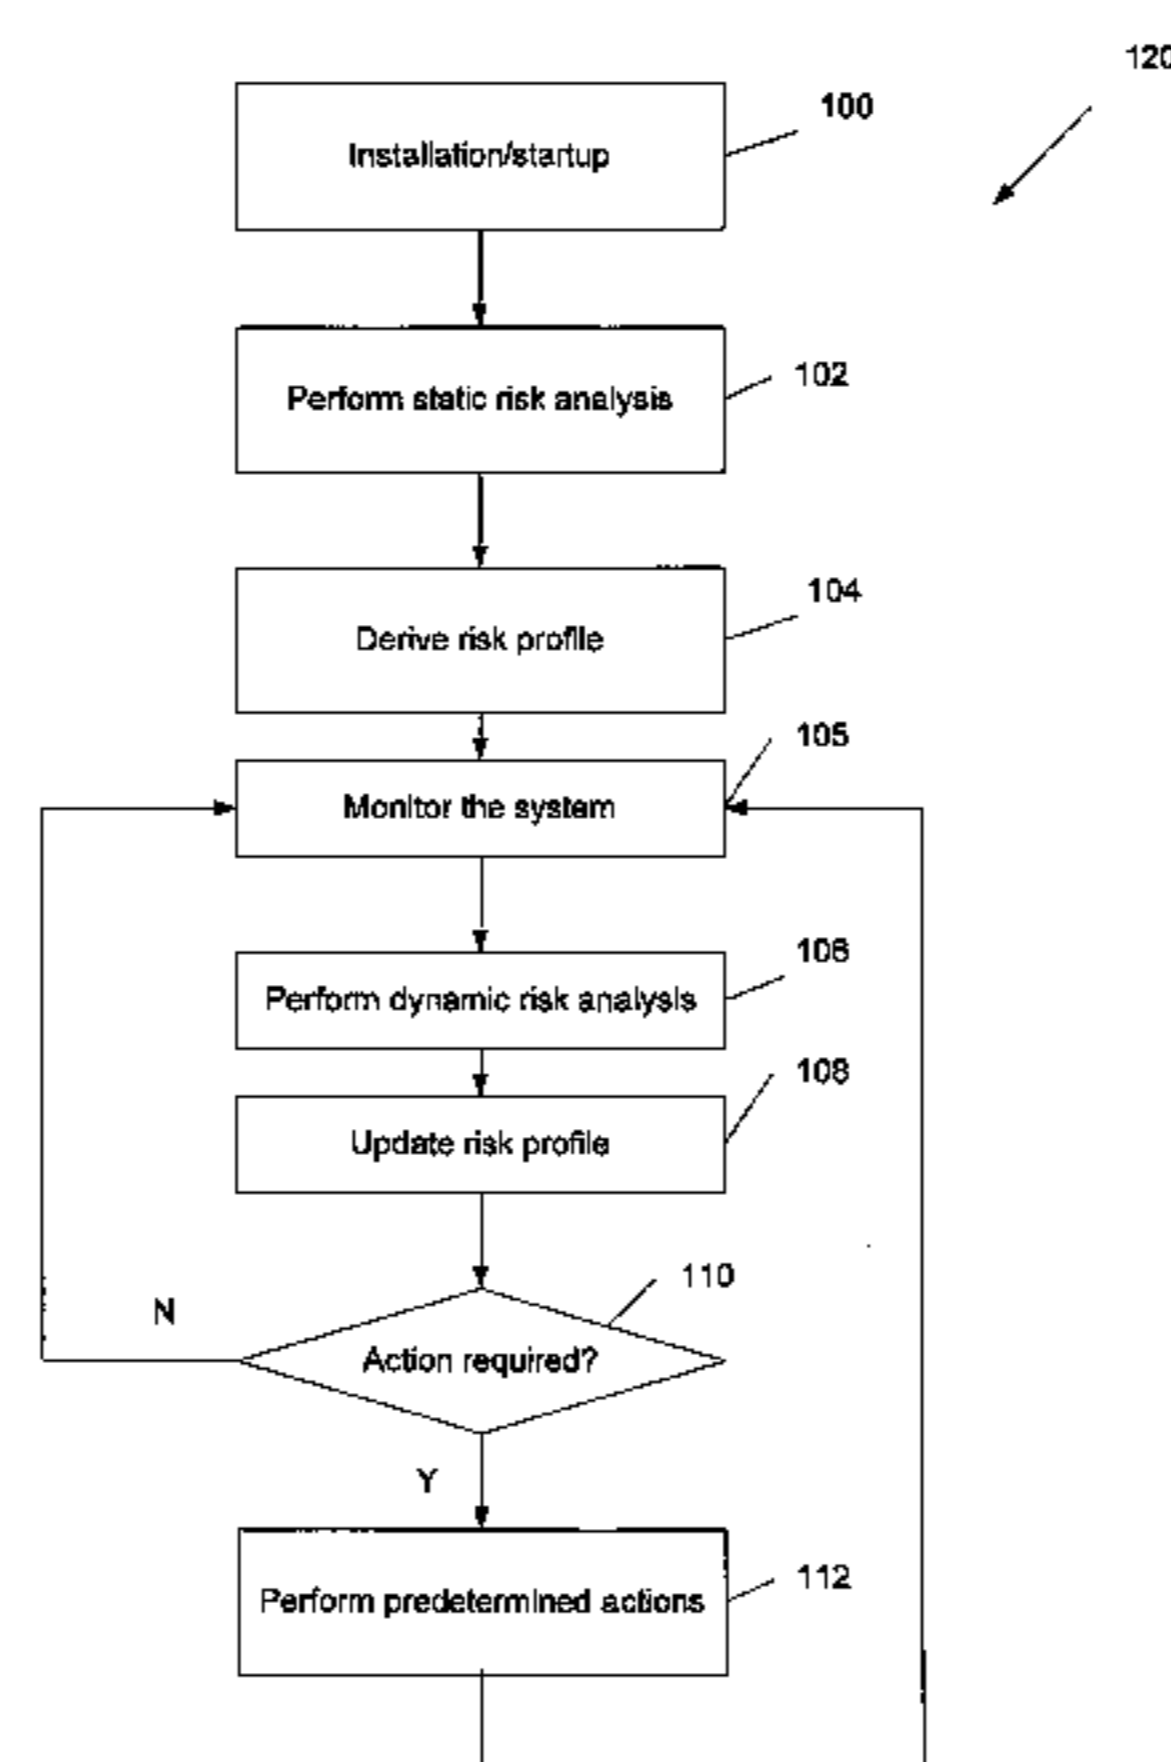 120
100
Installation/startup
102
Perform static risk analysis
104
Derive risk profile
105
Monitor the system
106
Perform dynamic risk analysis
108
Update risk profile
110
N
Action required?
Y
112
Perform predetermined actions